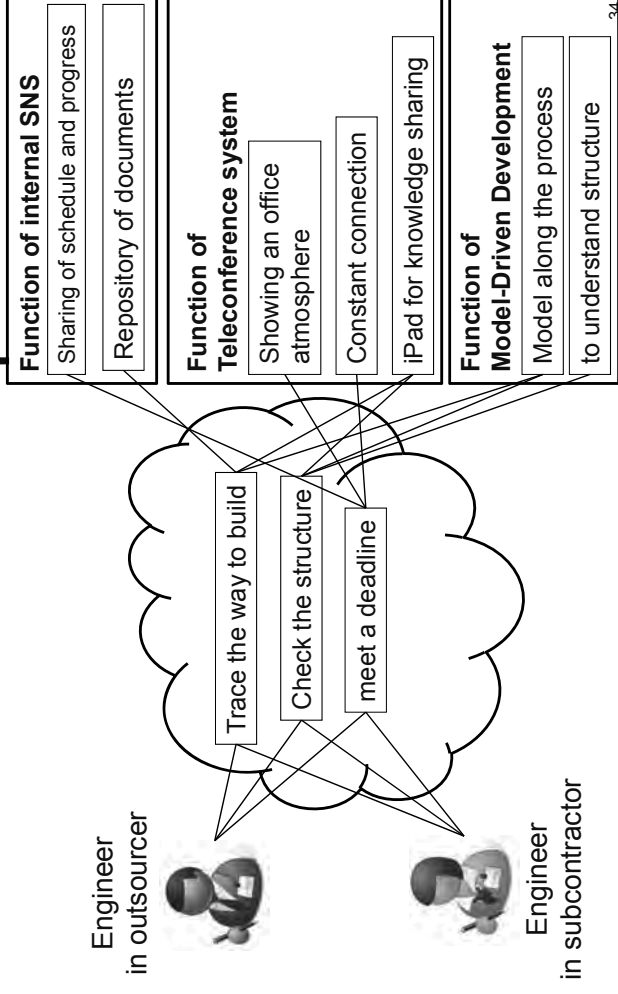 Engineer
in outsourcer
Engineer
in subcontractor
Trace the way to build
Check the structure
meet a deadline
Function of internal SNS
Sharing of schedule and progress
Repository of documents
Function of
Teleconference system
Showing an office
atmosphere
Constant connection
iPad for knowledge sharing
Function of
Model-Driven Development
Model along the process
to understand structure
34